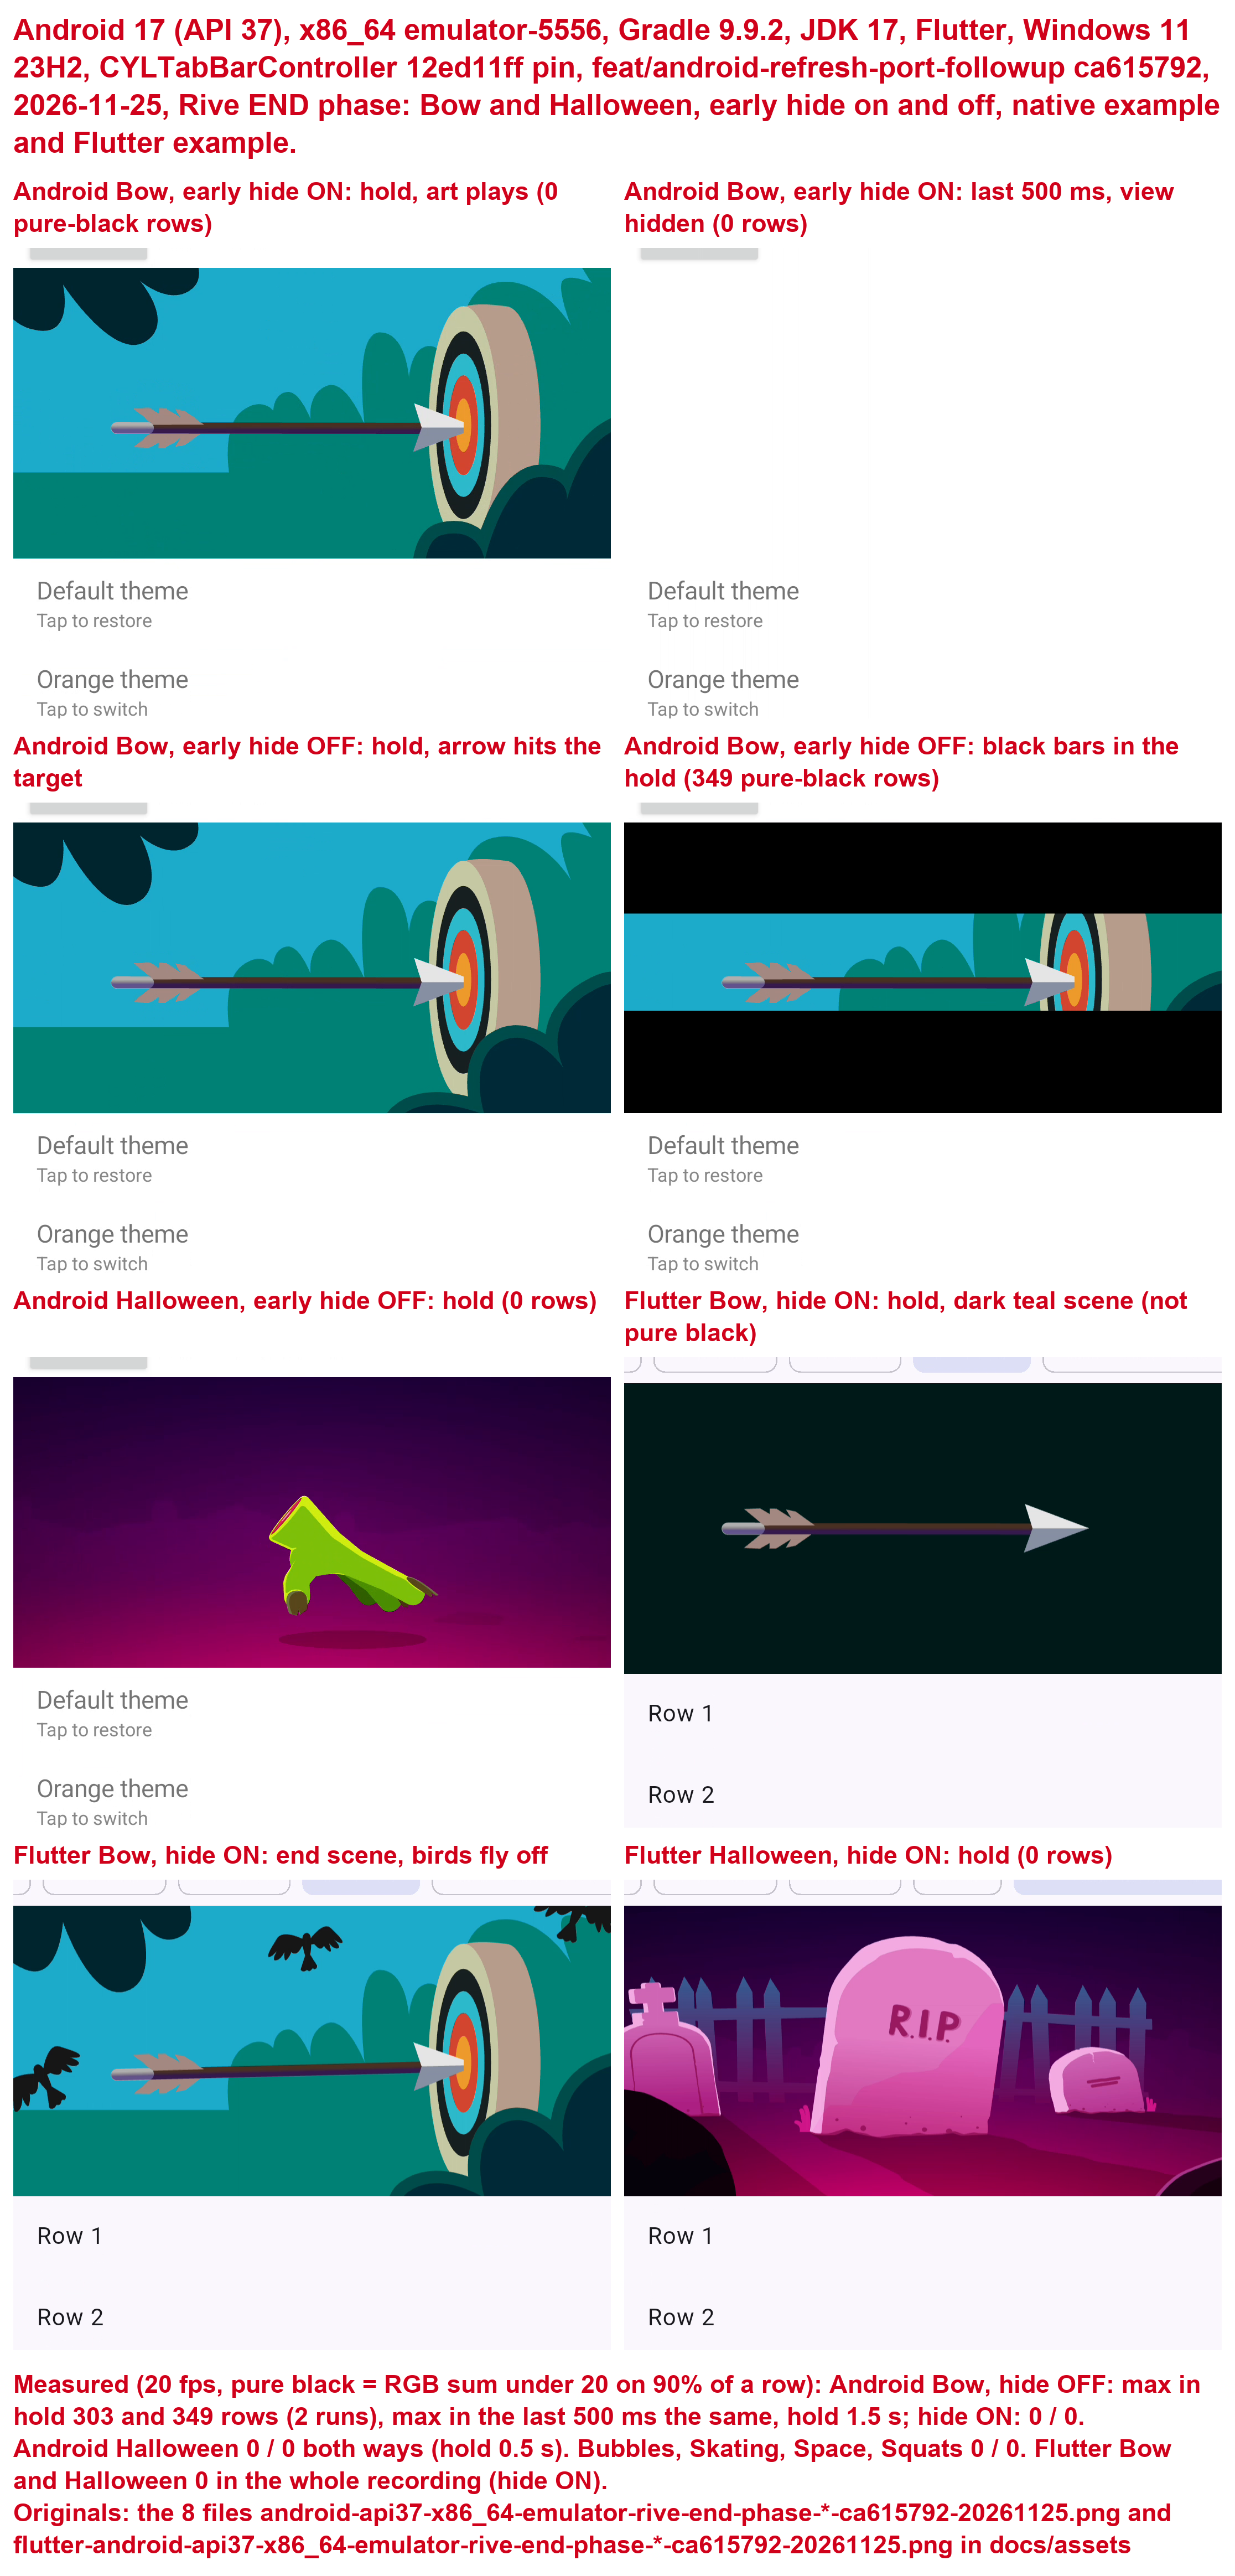 Android 17 (API 37), x86_64 emulator-5556, Gradle 9.9.2, JDK 17, Flutter, Windows 11
23H2, CYLTabBarController 12ed11ff pin, feat/android-refresh-port-followup ca615792,
2026-11-25, Rive END phase: Bow and Halloween, early hide on and off, native example
and Flutter example.
Android Bow, early hide ON: hold, art plays (0
pure-black rows)
Android Bow, early hide ON: last 500 ms, view
hidden (0 rows)
Default theme
Tap to restore
Orange theme
Tap to switch
Default theme
Tap to restore
Orange theme
Tap to switch
Android Bow, early hide OFF: hold, arrow hits the
target
Android Bow, early hide OFF: black bars in the
hold (349 pure-black rows)
Default theme
Tap to restore
Orange theme
Tap to switch
Default theme
Tap to restore
Orange theme
Tap to switch
Android Halloween, early hide OFF: hold (0 rows)
Flutter Bow, hide ON: hold, dark teal scene (not
pure black)
Default theme
Tap to restore
Orange theme
Tap to switch
Row 1
Row 2
Flutter Bow, hide ON: end scene, birds fly off
Flutter Halloween, hide ON: hold (0 rows)
R.I.P
Row 1
Row 2
Row 1
Row 2
Measured (20 fps, pure black = RGB sum under 20 on 90% of a row): Android Bow, hide OFF: max in
hold 303 and 349 rows (2 runs), max in the last 500 ms the same, hold 1.5 s; hide ON: 0 / 0.
Android Halloween 0 / 0 both ways (hold 0.5 s). Bubbles, Skating, Space, Squats 0 / 0. Flutter Bow
and Halloween 0 in the whole recording (hide ON).
Originals: the 8 files android-api37-x86_64-emulator-rive-end-phase-*-ca615792-20261125.png and
flutter-android-api37-x86_64-emulator-rive-end-phase-*-ca615792-20261125.png in docs/assets